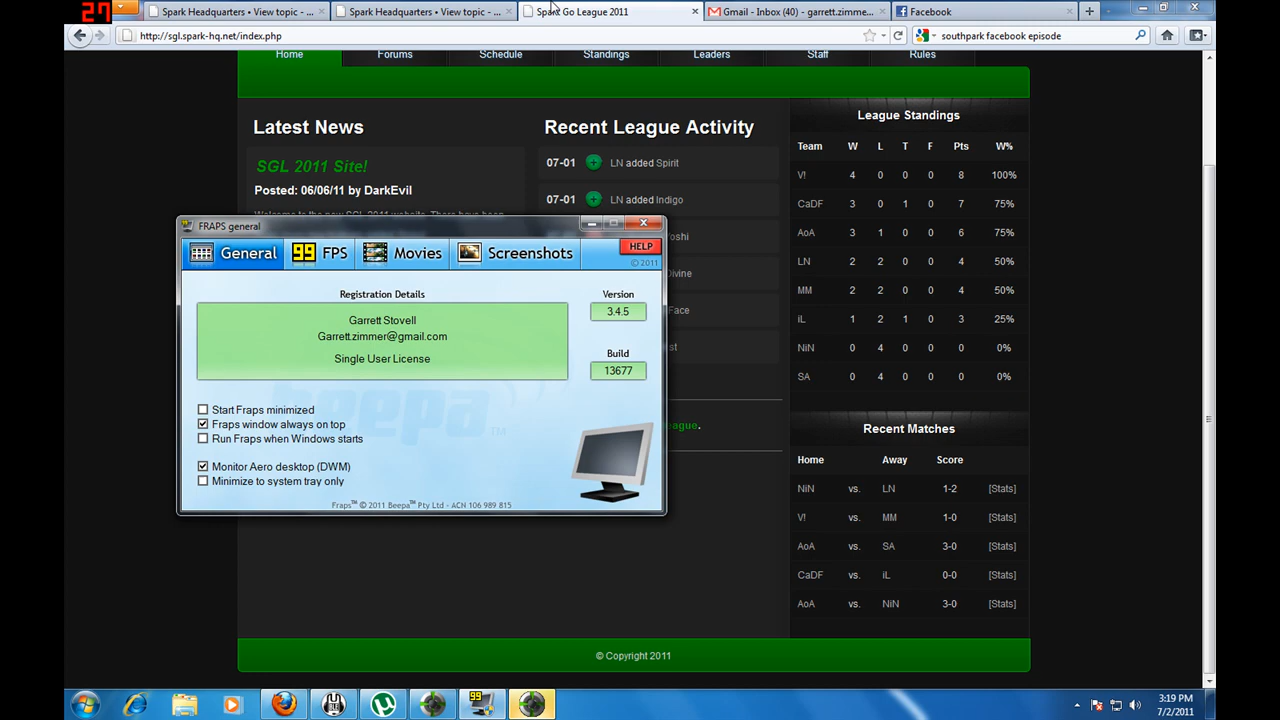 27
Spark Headquarters • View topic - ...
Spark Headquarters • View topic - ...
Spark Go League 2011
Gmail - Inbox (40) - garrett.zimme...
Facebook
http://sgl.spark-hq.net/index.php
southpark facebook episode
Home
Forums
Schedule
Standings
Leaders
Staff
Rules
Latest News
SGL 2011 Site!
Posted: 06/06/11 by DarkEvil
Recent League Activity
07-01 LN added Spirit
07-01 LN added Indigo
Divine
Face
League Standings
Team W L T F Pts W%
V! 4 0 0 0 8 100%
CaDF 3 0 1 0 7 75%
AoA 3 1 0 0 6 75%
LN 2 2 0 0 4 50%
MM 2 2 0 0 4 50%
iL 1 2 1 0 3 25%
NiN 0 4 0 0 0 0%
SA 0 4 0 0 0 0%
Recent Matches
Home Away Score
NiN vs. LN 1-2 [Stats]
V! vs. MM 1-0 [Stats]
AoA vs. SA 3-0 [Stats]
CaDF vs. iL 0-0 [Stats]
AoA vs. NiN 3-0 [Stats]
FRAPS general
General
99 FPS
Movies
Screenshots
HELP
© 2011
Registration Details
Garrett Stovell
Garrett.zimmer@gmail.com
Single User License
Version
3.4.5
Build
13677
Start Fraps minimized
Fraps window always on top
Run Fraps when Windows starts
Monitor Aero desktop (DWM)
Minimize to system tray only
beepa™
Fraps™ © 2011 Beepa™ Pty Ltd - ACN 106 989 815
© Copyright 2011
99
3:19 PM
7/2/2011